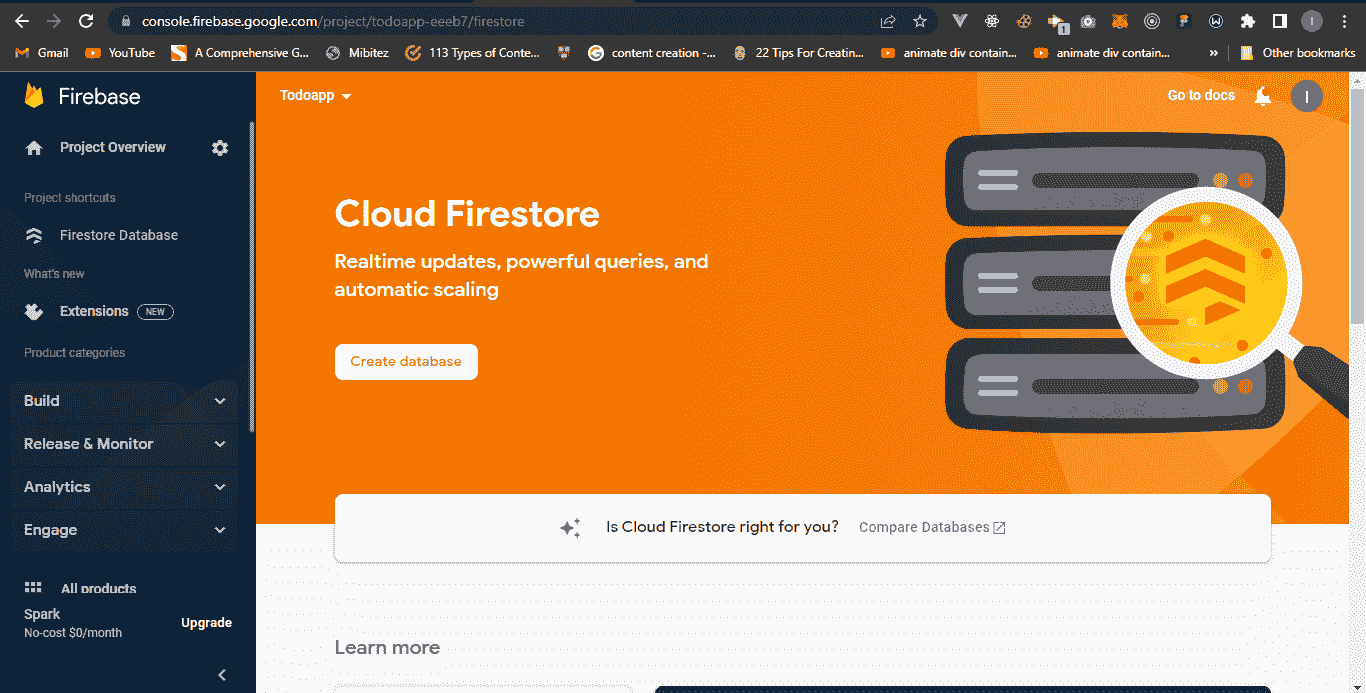 console.firebase.google.com/project/todoapp-eeeb7/firestore
1
I
Gmail
YouTube
A Comprehensive G...
Mibitez
113 Types of Conte...
content creation -...
22 Tips For Creatin...
animate div contain...
animate div contain...
»
Other bookmarks
Firebase
Todoapp
Go to docs
I
Project Overview
Project shortcuts
Firestore Database
What's new
Extensions NEW
Product categories
Build
Release & Monitor
Analytics
Engage
All products
Spark
No-cost $0/month
Upgrade
Cloud Firestore
Realtime updates, powerful queries, and
automatic scaling
Create database
Is Cloud Firestore right for you? Compare Databases
Learn more